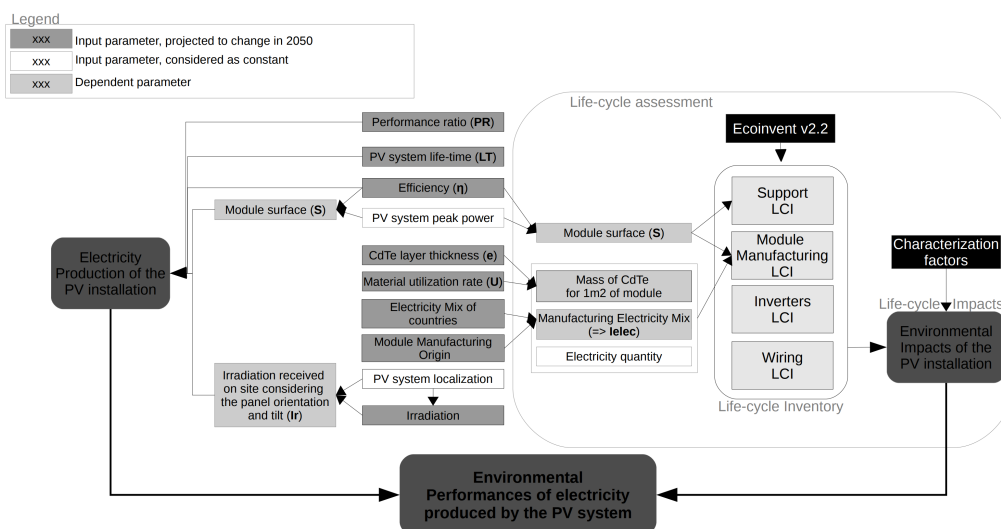 Legend
xxx Input parameter, projected to change in 2050
xxx Input parameter, considered as constant
xxx Dependent parameter
Life-cycle assessment
Performance ratio (PR)
PV system life-time (LT)
Efficiency (η)
PV system peak power
Module surface (S)
CdTe layer thickness (e)
Material utilization rate (U)
Electricity Mix of
countries
Module Manufacturing
Origin
PV system localization
Irradiation
Irradiation received
on site considering
the panel orientation
and tilt (Ir)
Electricity
Production of the
PV installation
Module surface (S)
Mass of CdTe
for 1m2 of module
Manufacturing Electricity Mix
(=> Ielec)
Electricity quantity
Ecoinvent v2.2
Support
LCI
Module
Manufacturing
LCI
Inverters
LCI
Wiring
LCI
Life-cycle Inventory
Characterization
factors
Life-cycle Impacts
Environmental
Impacts of the
PV installation
Environmental
Performances of electricity
produced by the PV system